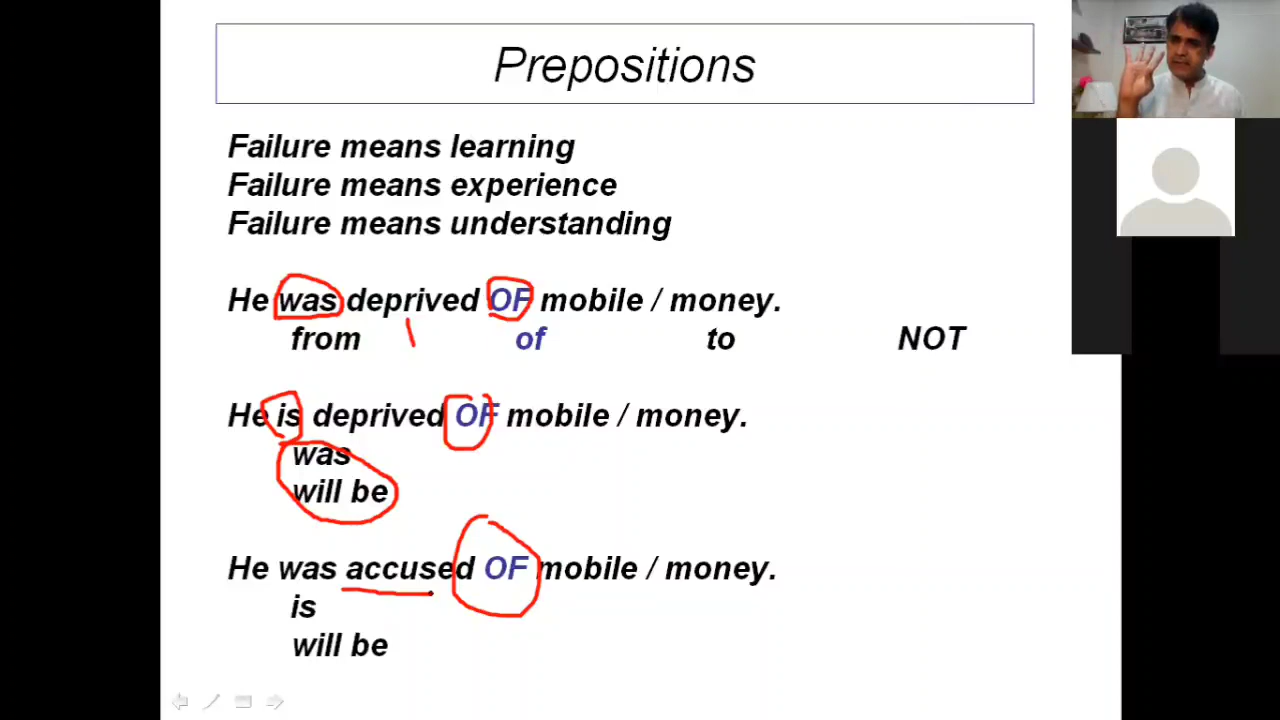 Prepositions
Failure means learning
Failure means experience
Failure means understanding
He was deprived OF mobile / money.
from of to NOT
He is deprived OF mobile / money.
was
will be
He was accused OF mobile / money.
is
will be